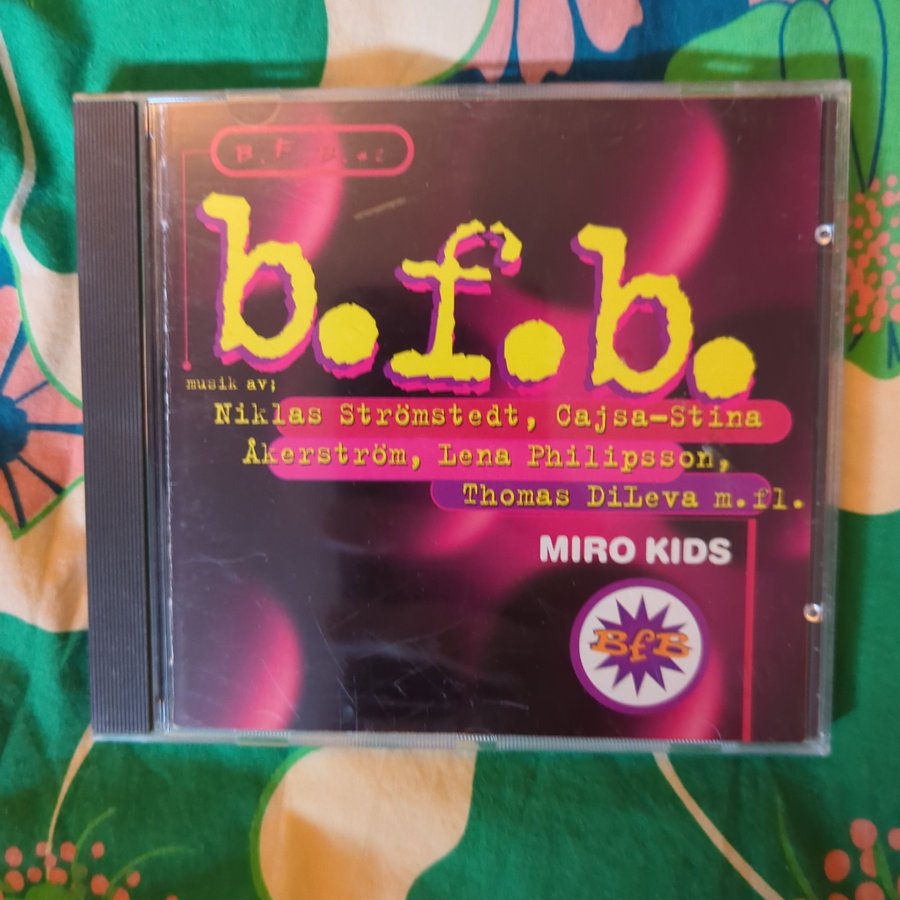 b.f.b.
musik av;
Niklas Strömstedt, Cajsa-Stina
Åkerström, Lena Philipsson,
Thomas DiLeva m.fl.
MIRO KIDS
BfB